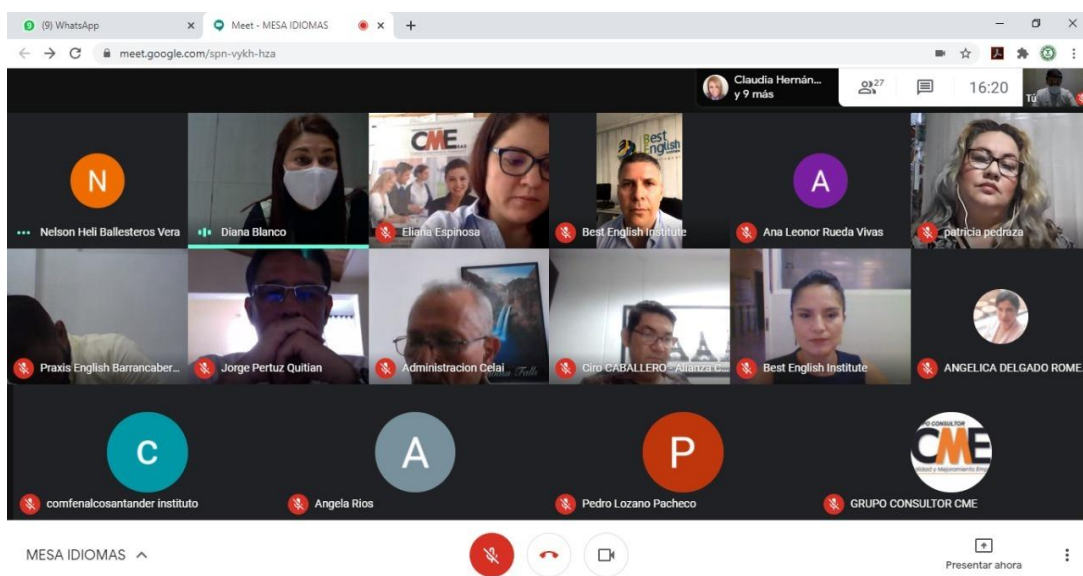 (9) WhatsApp
Meet - MESA IDIOMAS
meet.google.com/spn-vykh-hza
Claudia Hernán...
y 9 más
27
16:20
Tú
N
CME
Best
English
A
Nelson Heli Ballesteros Vera
Diana Blanco
Eliana Espinosa
Best English Institute
Ana Leonor Rueda Vivas
patricia pedraza
Falls
Praxis English Barrancaber...
Jorge Pertuz Quitian
Administracion Celai
Ciro CABALLERO - Alianza C...
Best English Institute
ANGELICA DELGADO ROME
C
A
P
CONSULTOR
CME
comfenalcosantander instituto
Angela Rios
Pedro Lozano Pacheco
GRUPO CONSULTOR CME
MESA IDIOMAS
Presentar ahora